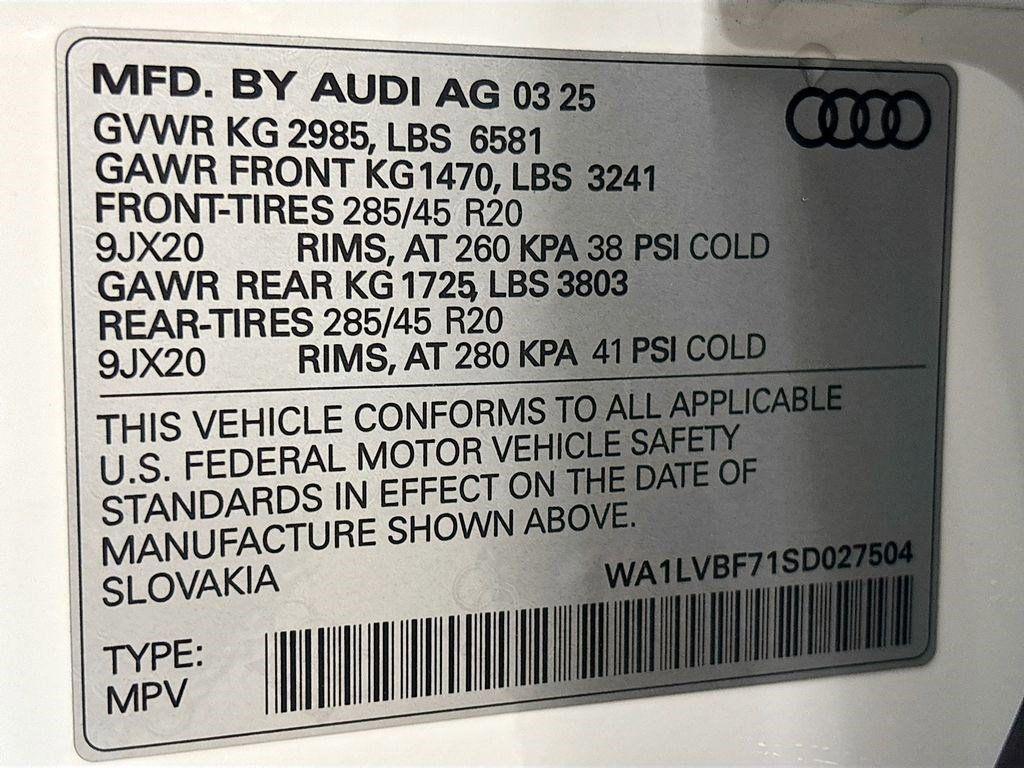 MFD. BY AUDI AG 03 25
GVWR KG 2985, LBS 6581
GAWR FRONT KG1470, LBS 3241
FRONT-TIRES 285/45 R20
9JX20 RIMS, AT 260 KPA 38 PSI COLD
GAWR REAR KG 1725, LBS 3803
REAR-TIRES 285/45 R20
9JX20 RIMS, AT 280 KPA 41 PSI COLD
THIS VEHICLE CONFORMS TO ALL APPLICABLE
U.S. FEDERAL MOTOR VEHICLE SAFETY
STANDARDS IN EFFECT ON THE DATE OF
MANUFACTURE SHOWN ABOVE.
SLOVAKIA
WA1LVBF71SD027504
TYPE:
MPV